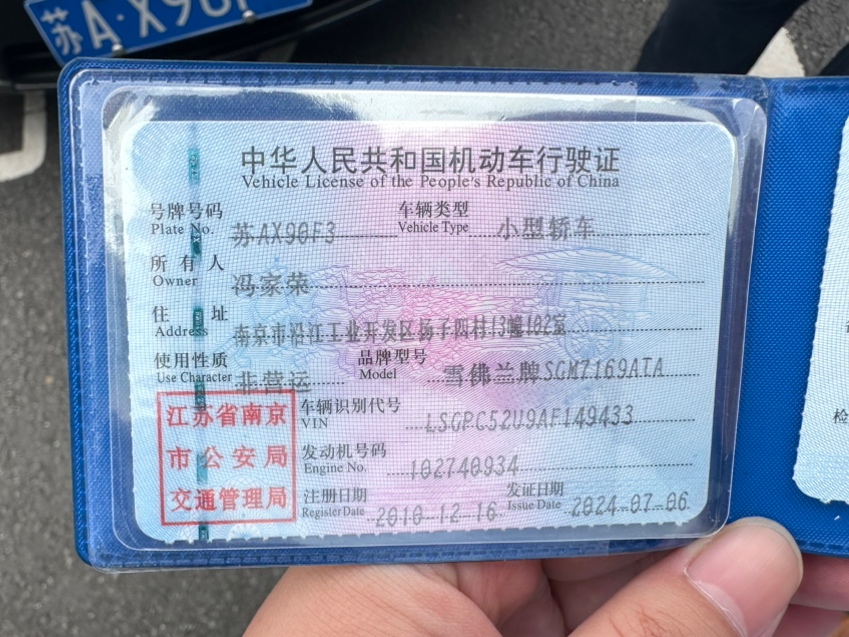 苏A·X90F
中华人民共和国机动车行驶证
Vehicle License of the People's Republic of China
号牌号码 Plate No. 苏AX90F3 车辆类型 Vehicle Type 小型轿车
所有人 Owner 冯家荣
住址 Address 南京市沿江工业开发区扬子四村13幢102室
使用性质 Use Character 非营运 品牌型号 Model 雪佛兰牌SGM7169ATA
江苏省南京
市公安局
交通管理局
车辆识别代号 VIN LSGPC52U9AF149433
发动机号码 Engine No. 102740934
注册日期 Register Date 2010-12-16 发证日期 Issue Date 2024-07-06
检